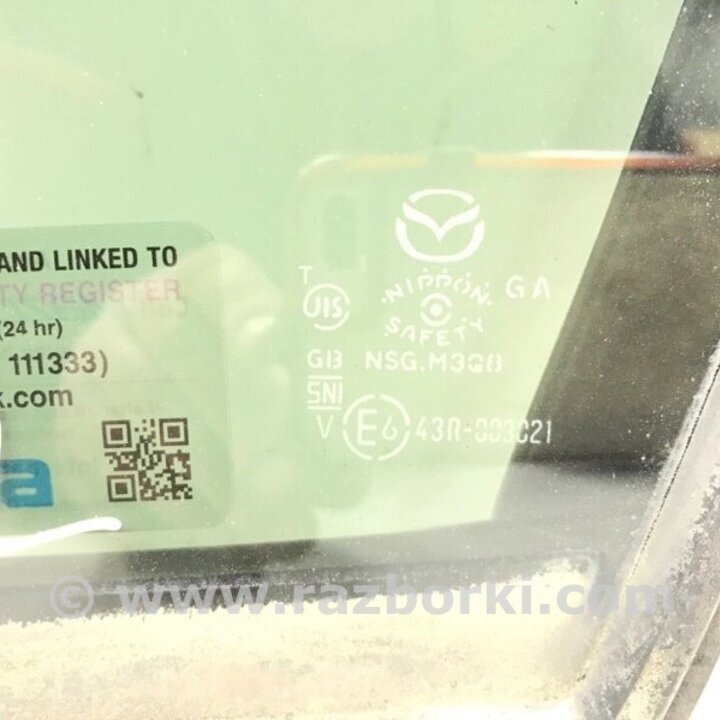 AND LINKED TO
TY REGISTER
(24 hr)
111333)
k.com
a
T
JIS
NIPPON
SAFETY
GA
GB NSG.M3Q8
SNI
V E6 43R-003021
© www.razborki.com